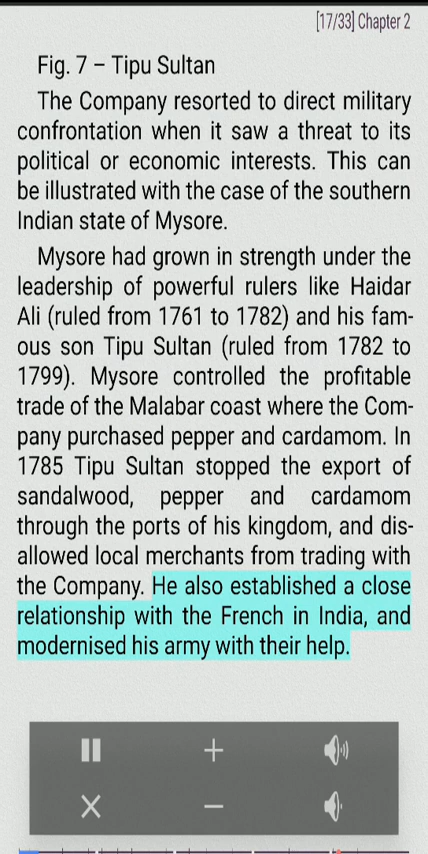 [17/33] Chapter 2
Fig. 7 – Tipu Sultan
The Company resorted to direct military
confrontation when it saw a threat to its
political or economic interests. This can
be illustrated with the case of the southern
Indian state of Mysore.
Mysore had grown in strength under the
leadership of powerful rulers like Haidar
Ali (ruled from 1761 to 1782) and his fam-
ous son Tipu Sultan (ruled from 1782 to
1799). Mysore controlled the profitable
trade of the Malabar coast where the Com-
pany purchased pepper and cardamom. In
1785 Tipu Sultan stopped the export of
sandalwood, pepper and cardamom
through the ports of his kingdom, and dis-
allowed local merchants from trading with
the Company. He also established a close
relationship with the French in India, and
modernised his army with their help.